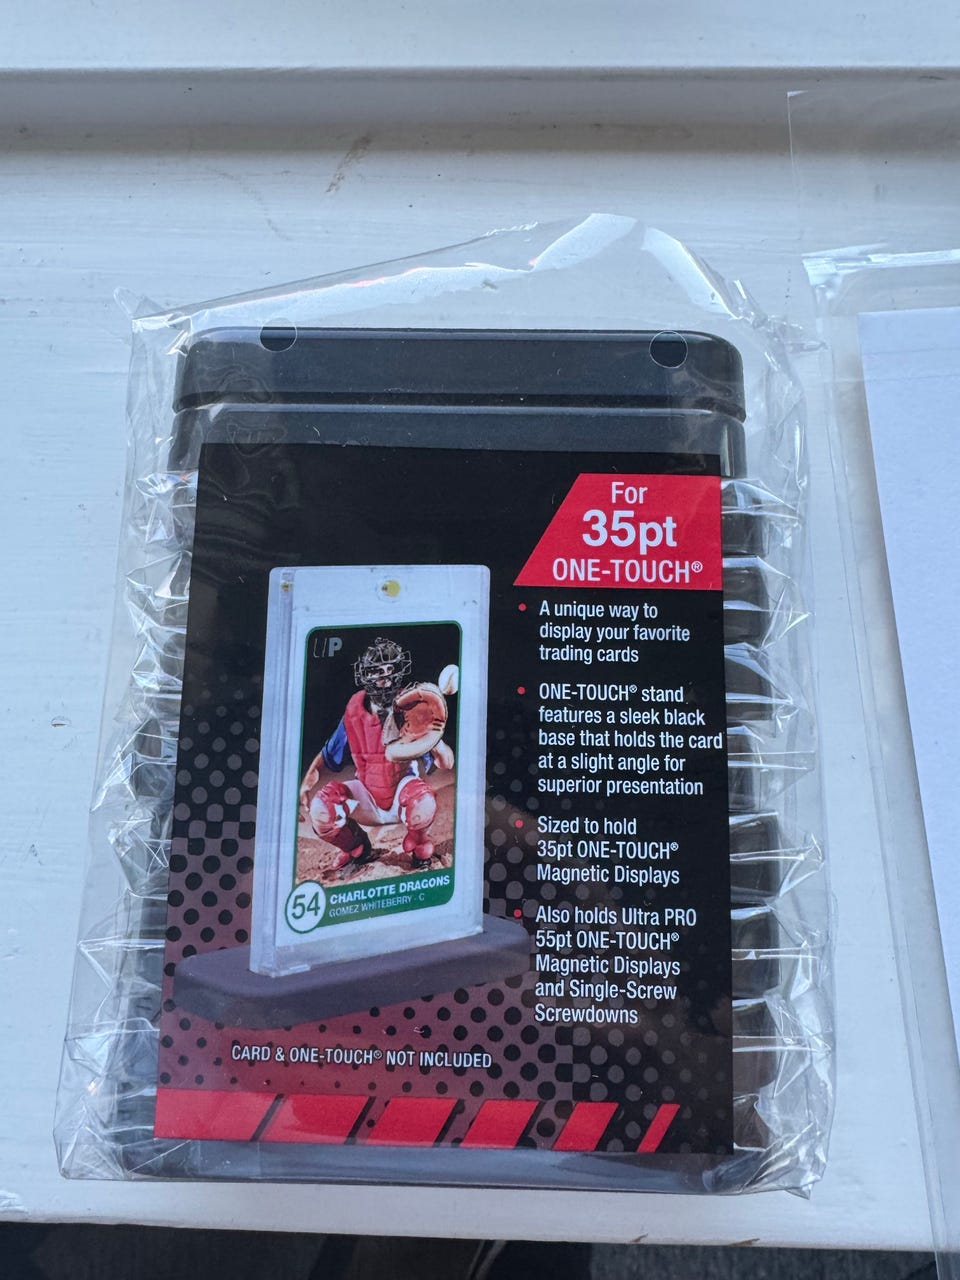 For
35pt
ONE-TOUCH®
• A unique way to
display your favorite
trading cards
• ONE-TOUCH® stand
features a sleek black
base that holds the card
at a slight angle for
superior presentation
• Sized to hold
35pt ONE-TOUCH®
Magnetic Displays
• Also holds Ultra PRO
55pt ONE-TOUCH®
Magnetic Displays
and Single-Screw
Screwdowns
UP
54
CHARLOTTE DRAGONS
GOMEZ WHITEBERRY - C
CARD & ONE-TOUCH® NOT INCLUDED